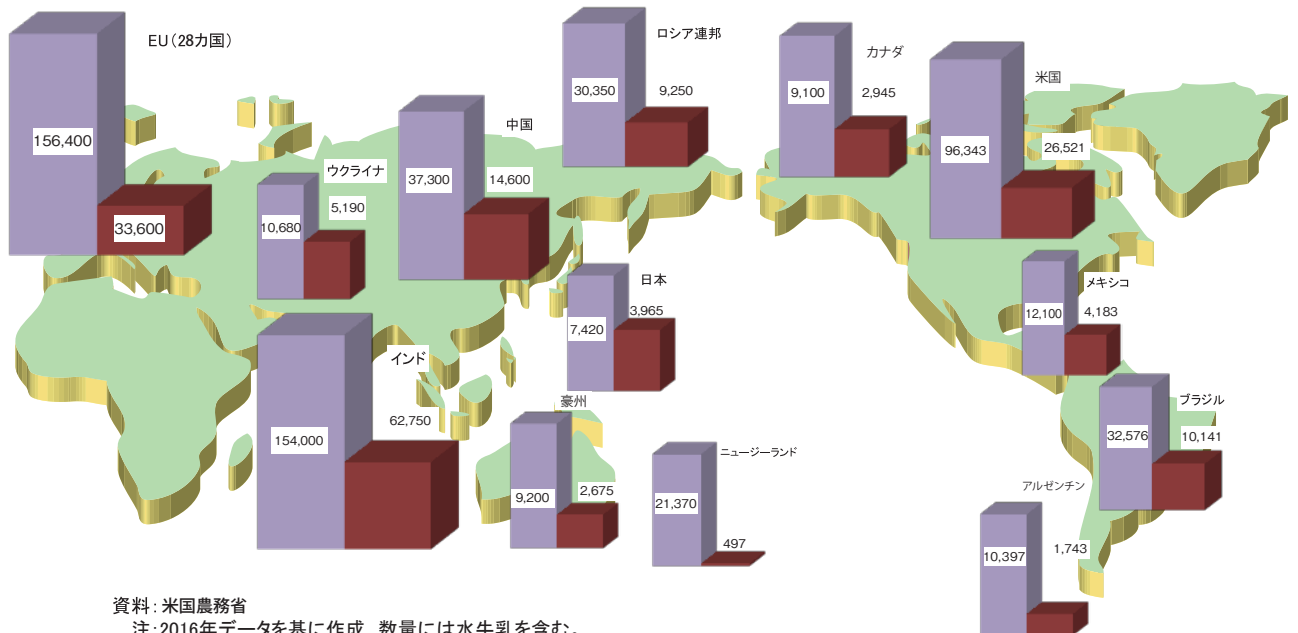 EU（28カ国）
156,400
33,600
ウクライナ
10,680
5,190
中国
37,300
14,600
ロシア連邦
30,350
9,250
カナダ
9,100
2,945
米国
96,343
26,521
日本
7,420
3,965
メキシコ
12,100
4,183
インド
154,000
62,750
豪州
9,200
2,675
ニュージーランド
21,370
497
ブラジル
32,576
10,141
アルゼンチン
10,397
1,743
資料：米国農務省
注：2016年データを基に作成、数量には水牛乳を含む。